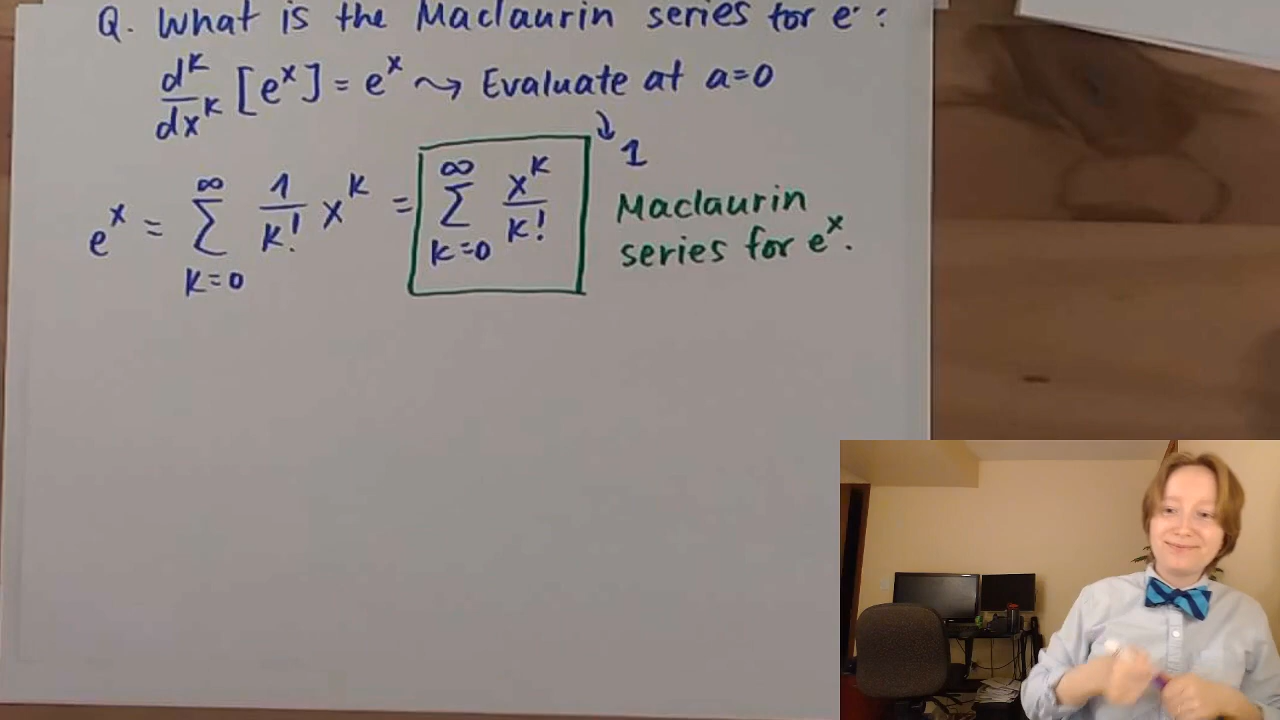 Q. What is the Maclaurin series for e
d^k/dx^k [e^x] = e^x ⤳ Evaluate at a=0
↘ 1
e^x = ∑_{k=0}^{∞} 1/k! x^k = ∑_{k=0}^{∞} x^k/k!
Maclaurin
series for e^x.